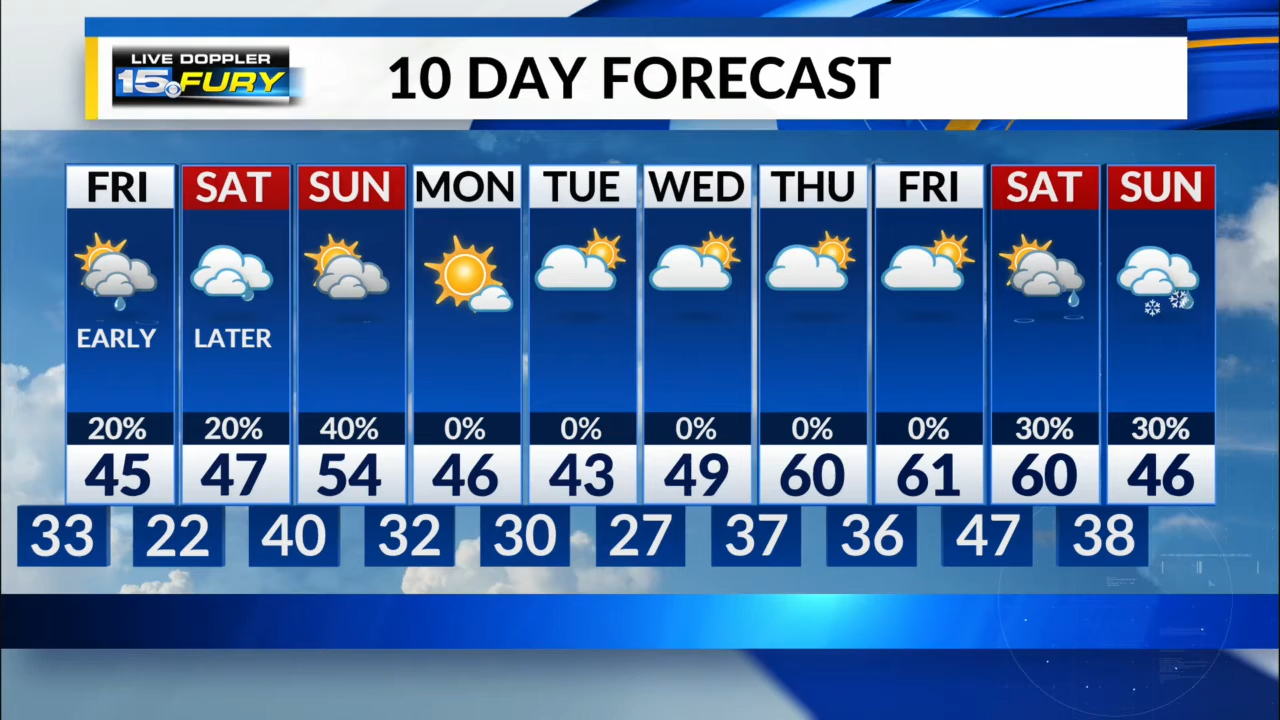 LIVE DOPPLER
15 FURY
10 DAY FORECAST
FRI SAT SUN MON TUE WED THU FRI SAT SUN
EARLY LATER
20% 20% 40% 0% 0% 0% 0% 0% 30% 30%
45 47 54 46 43 49 60 61 60 46
33 22 40 32 30 27 37 36 47 38